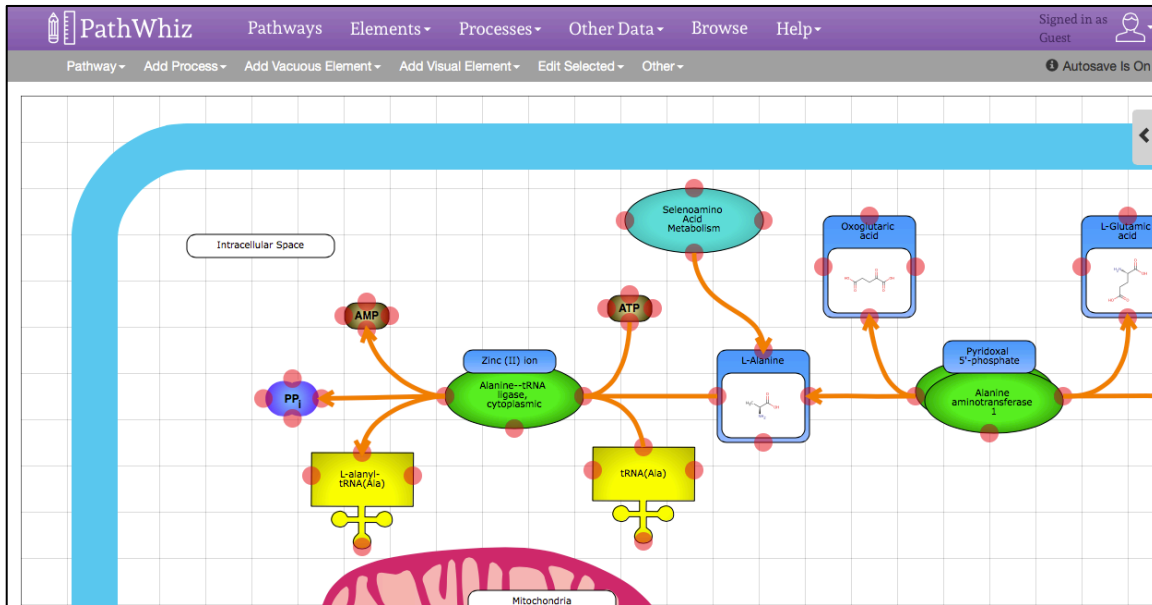 PathWhiz
Pathways Elements Processes Other Data Browse Help
Signed in as
Guest
Pathway Add Process Add Vacuous Element Add Visual Element Edit Selected Other
Autosave Is On
Intracellular Space
Selenoamino
Acid
Metabolism
Oxoglutaric
acid
L-Glutamic
acid
AMP
ATP
Zinc (II) ion
Alanine--tRNA
ligase,
cytoplasmic
PPi
L-Alanine
Pyridoxal
5'-phosphate
Alanine
aminotransferase
1
L-alanyl-
tRNA(Ala)
tRNA(Ala)
Mitochondria